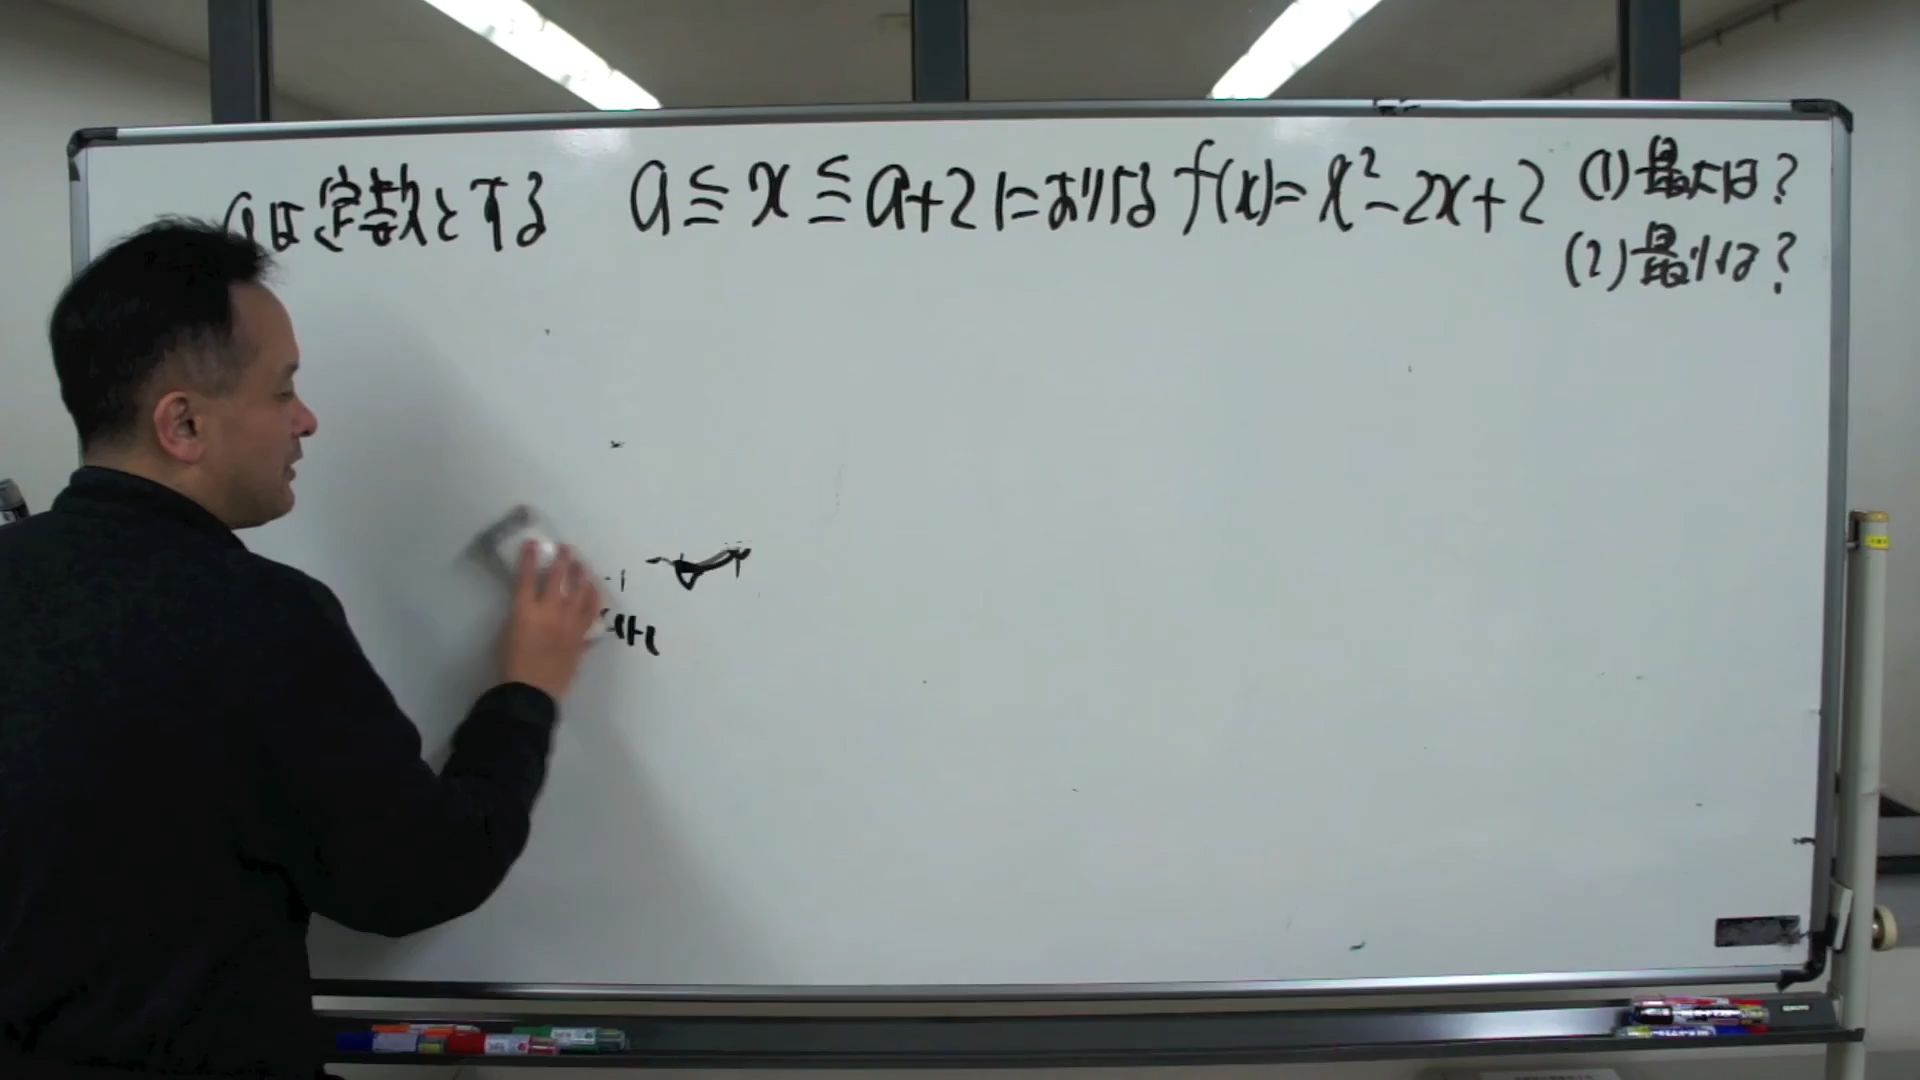 aは定数とする a≦x≦a+2における f(x)=x²-2x+2 (1)最大は?
(2)最小は?